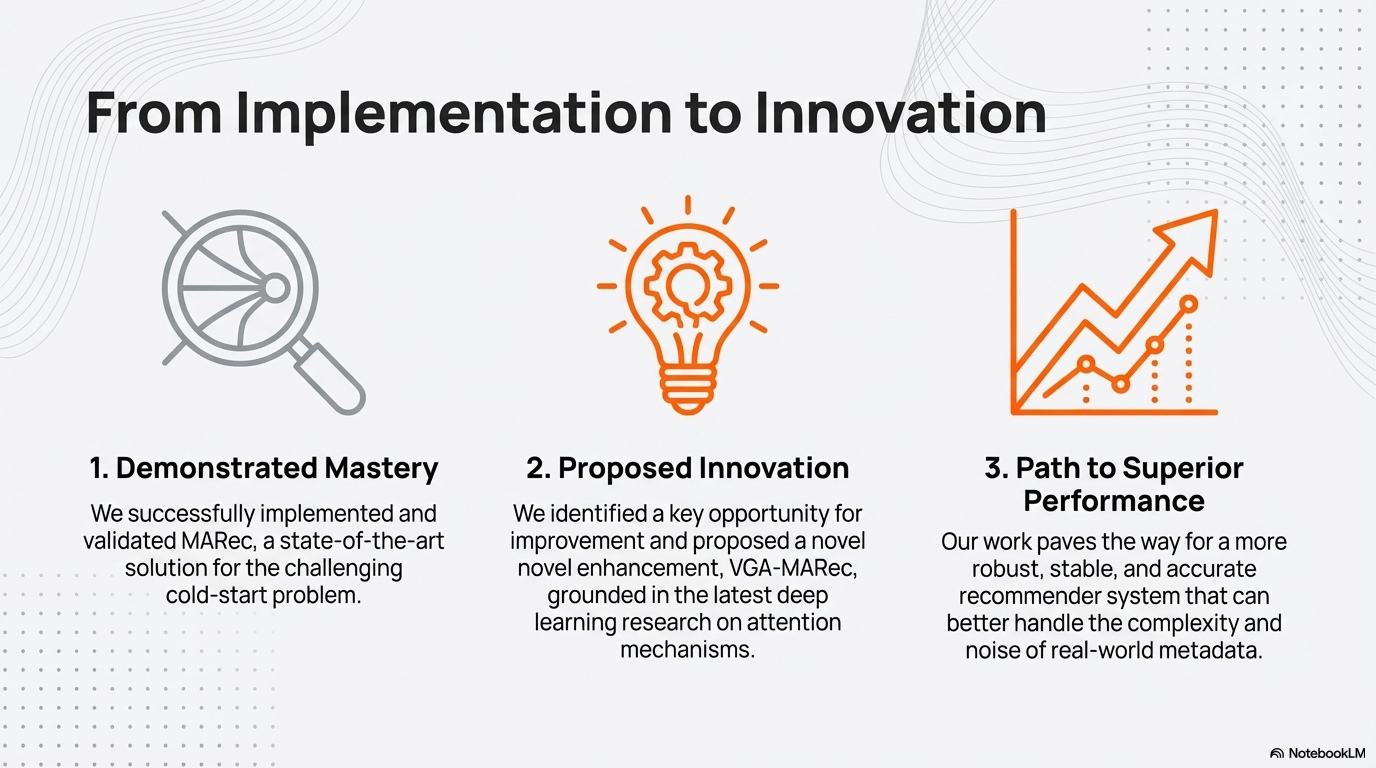 From Implementation to Innovation
1. Demonstrated Mastery
We successfully implemented and
validated MARec, a state-of-the-art
solution for the challenging
cold-start problem.
2. Proposed Innovation
We identified a key opportunity for
improvement and proposed a novel
novel enhancement, VGA-MARec,
grounded in the latest deep
learning research on attention
mechanisms.
3. Path to Superior
Performance
Our work paves the way for a more
robust, stable, and accurate
recommender system that can
better handle the complexity and
noise of real-world metadata.
NotebookLM